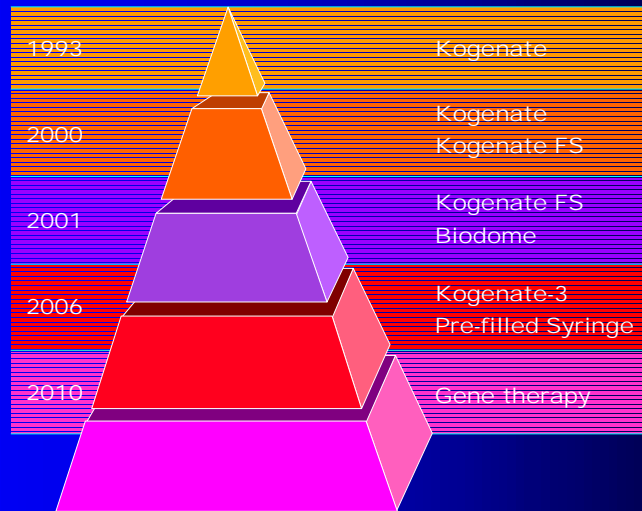 1993
Kogenate
2000
Kogenate
Kogenate FS
2001
Kogenate FS
Biodome
2006
Kogenate-3
Pre-filled Syringe
2010
Gene therapy